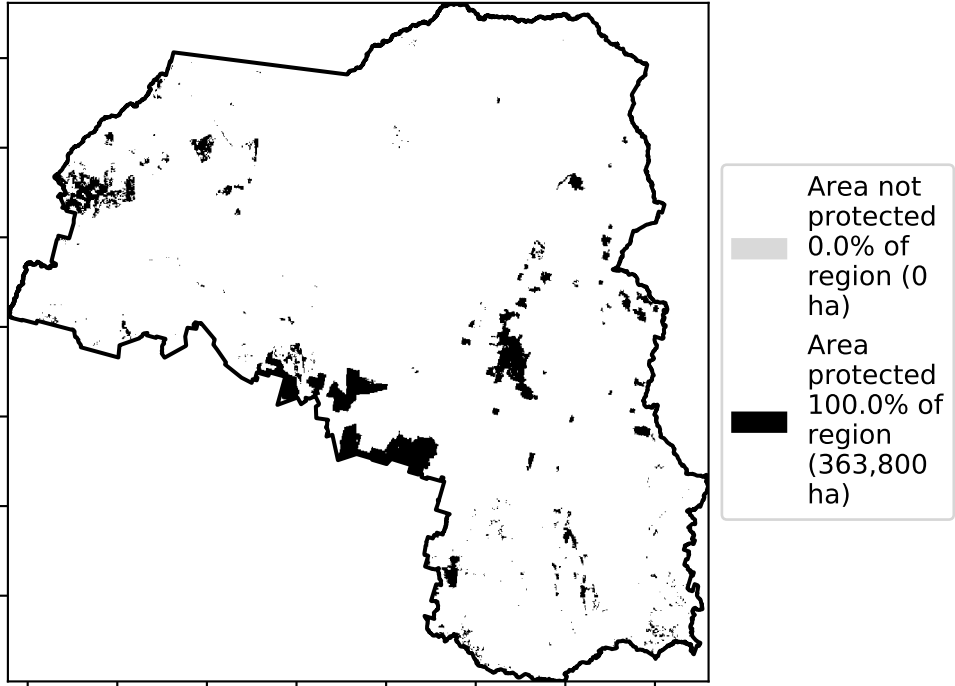 Area not
protected
0.0% of
region (0
ha)
Area
protected
100.0% of
region
(363,800
ha)